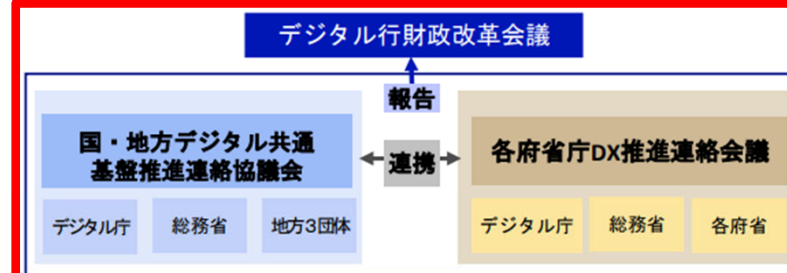 デジタル行財政改革会議
報告
国・地方デジタル共通
基盤推進連絡協議会
連携
各府省庁DX推進連絡会議
デジタル庁
総務省
地方3団体
デジタル庁
総務省
各府省